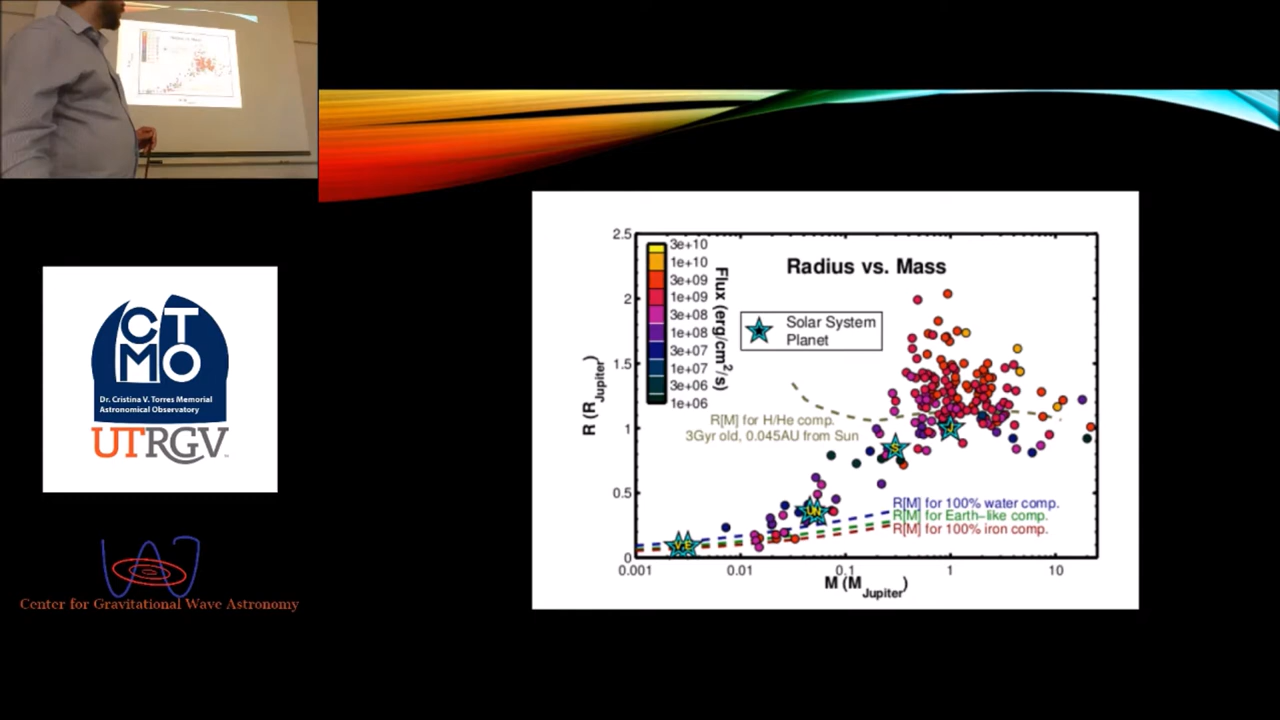 CT
MO
Dr. Cristina V. Torres Memorial
Astronomical Observatory
UTRGV
Center for Gravitational Wave Astronomy
Radius vs. Mass
Solar System
Planet
3e+10
1e+10
3e+09
1e+09
3e+08
1e+08
3e+07
1e+07
3e+06
1e+06
Flux (erg/cm²/s)
2.5
2
1.5
1
0.5
0
R (R_Jupiter)
R[M] for H/He comp.
3Gyr old, 0.045AU from Sun
J
S
UN
V,E
R[M] for 100% water comp.
R[M] for Earth-like comp.
R[M] for 100% iron comp.
0.001 0.01 0.1 1 10
M (M_Jupiter)